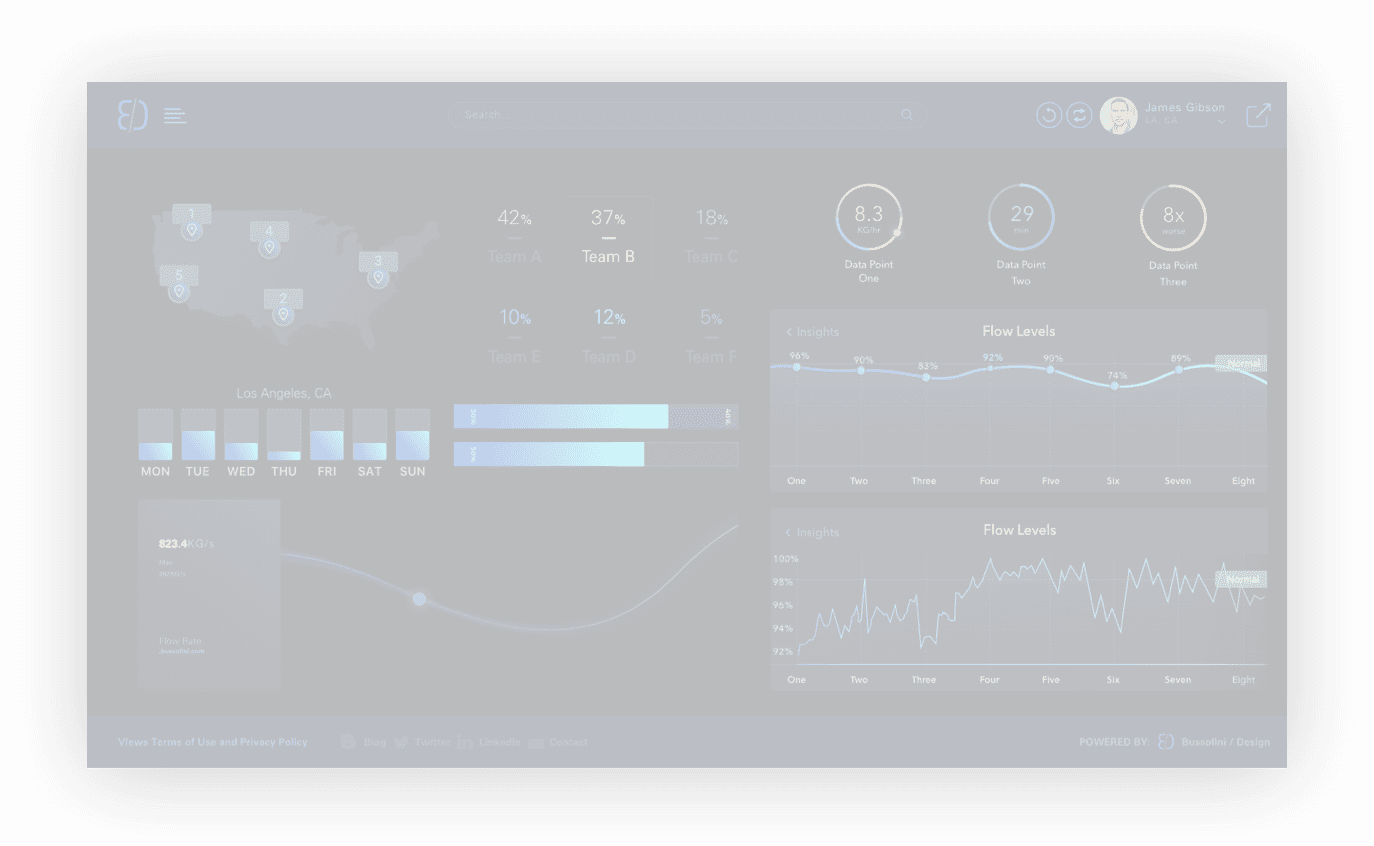 Search
James Gibson
LA, CA
1
4
3
5
2
42%
Team A
37%
Team B
18%
Team C
10%
Team E
12%
Team D
5%
Team F
8.3
KG/hr
Data Point
One
29
min
Data Point
Two
8x
worse
Data Point
Three
Los Angeles, CA
MON TUE WED THU FRI SAT SUN
40%
50%
Insights
Flow Levels
96%
90%
83%
92%
90%
74%
89%
Normal
One Two Three Four Five Six Seven Eight
823.4KG/s
Flow Rate
Insights
Flow Levels
100%
98%
96%
94%
92%
Normal
One Two Three Four Five Six Seven Eight
Views Terms of Use and Privacy Policy
Blog Twitter LinkedIn Contact
POWERED BY: Bussolini / Design